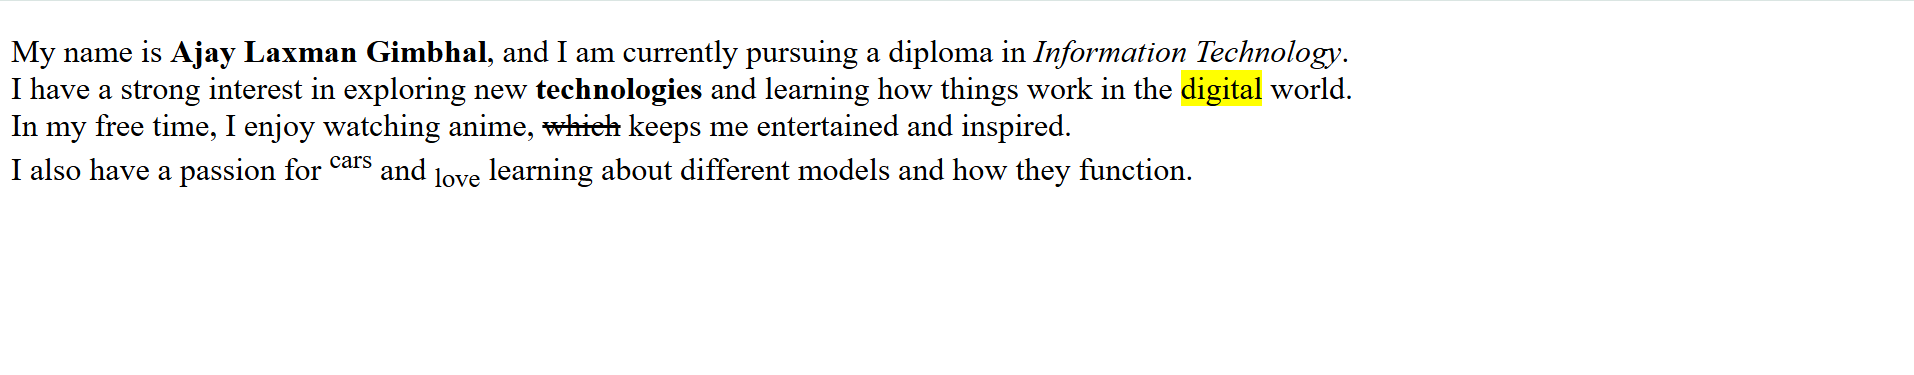 My name is Ajay Laxman Gimbhal, and I am currently pursuing a diploma in Information Technology.
I have a strong interest in exploring new technologies and learning how things work in the digital world.
In my free time, I enjoy watching anime, which keeps me entertained and inspired.
I also have a passion for cars and love learning about different models and how they function.